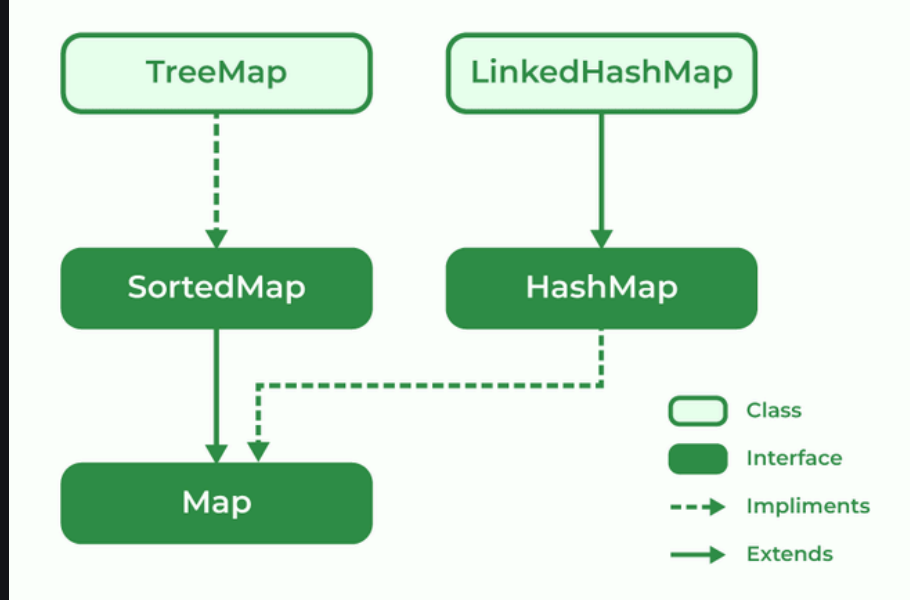 TreeMap
LinkedHashMap
SortedMap
HashMap
Map
Class
Interface
Impliments
Extends